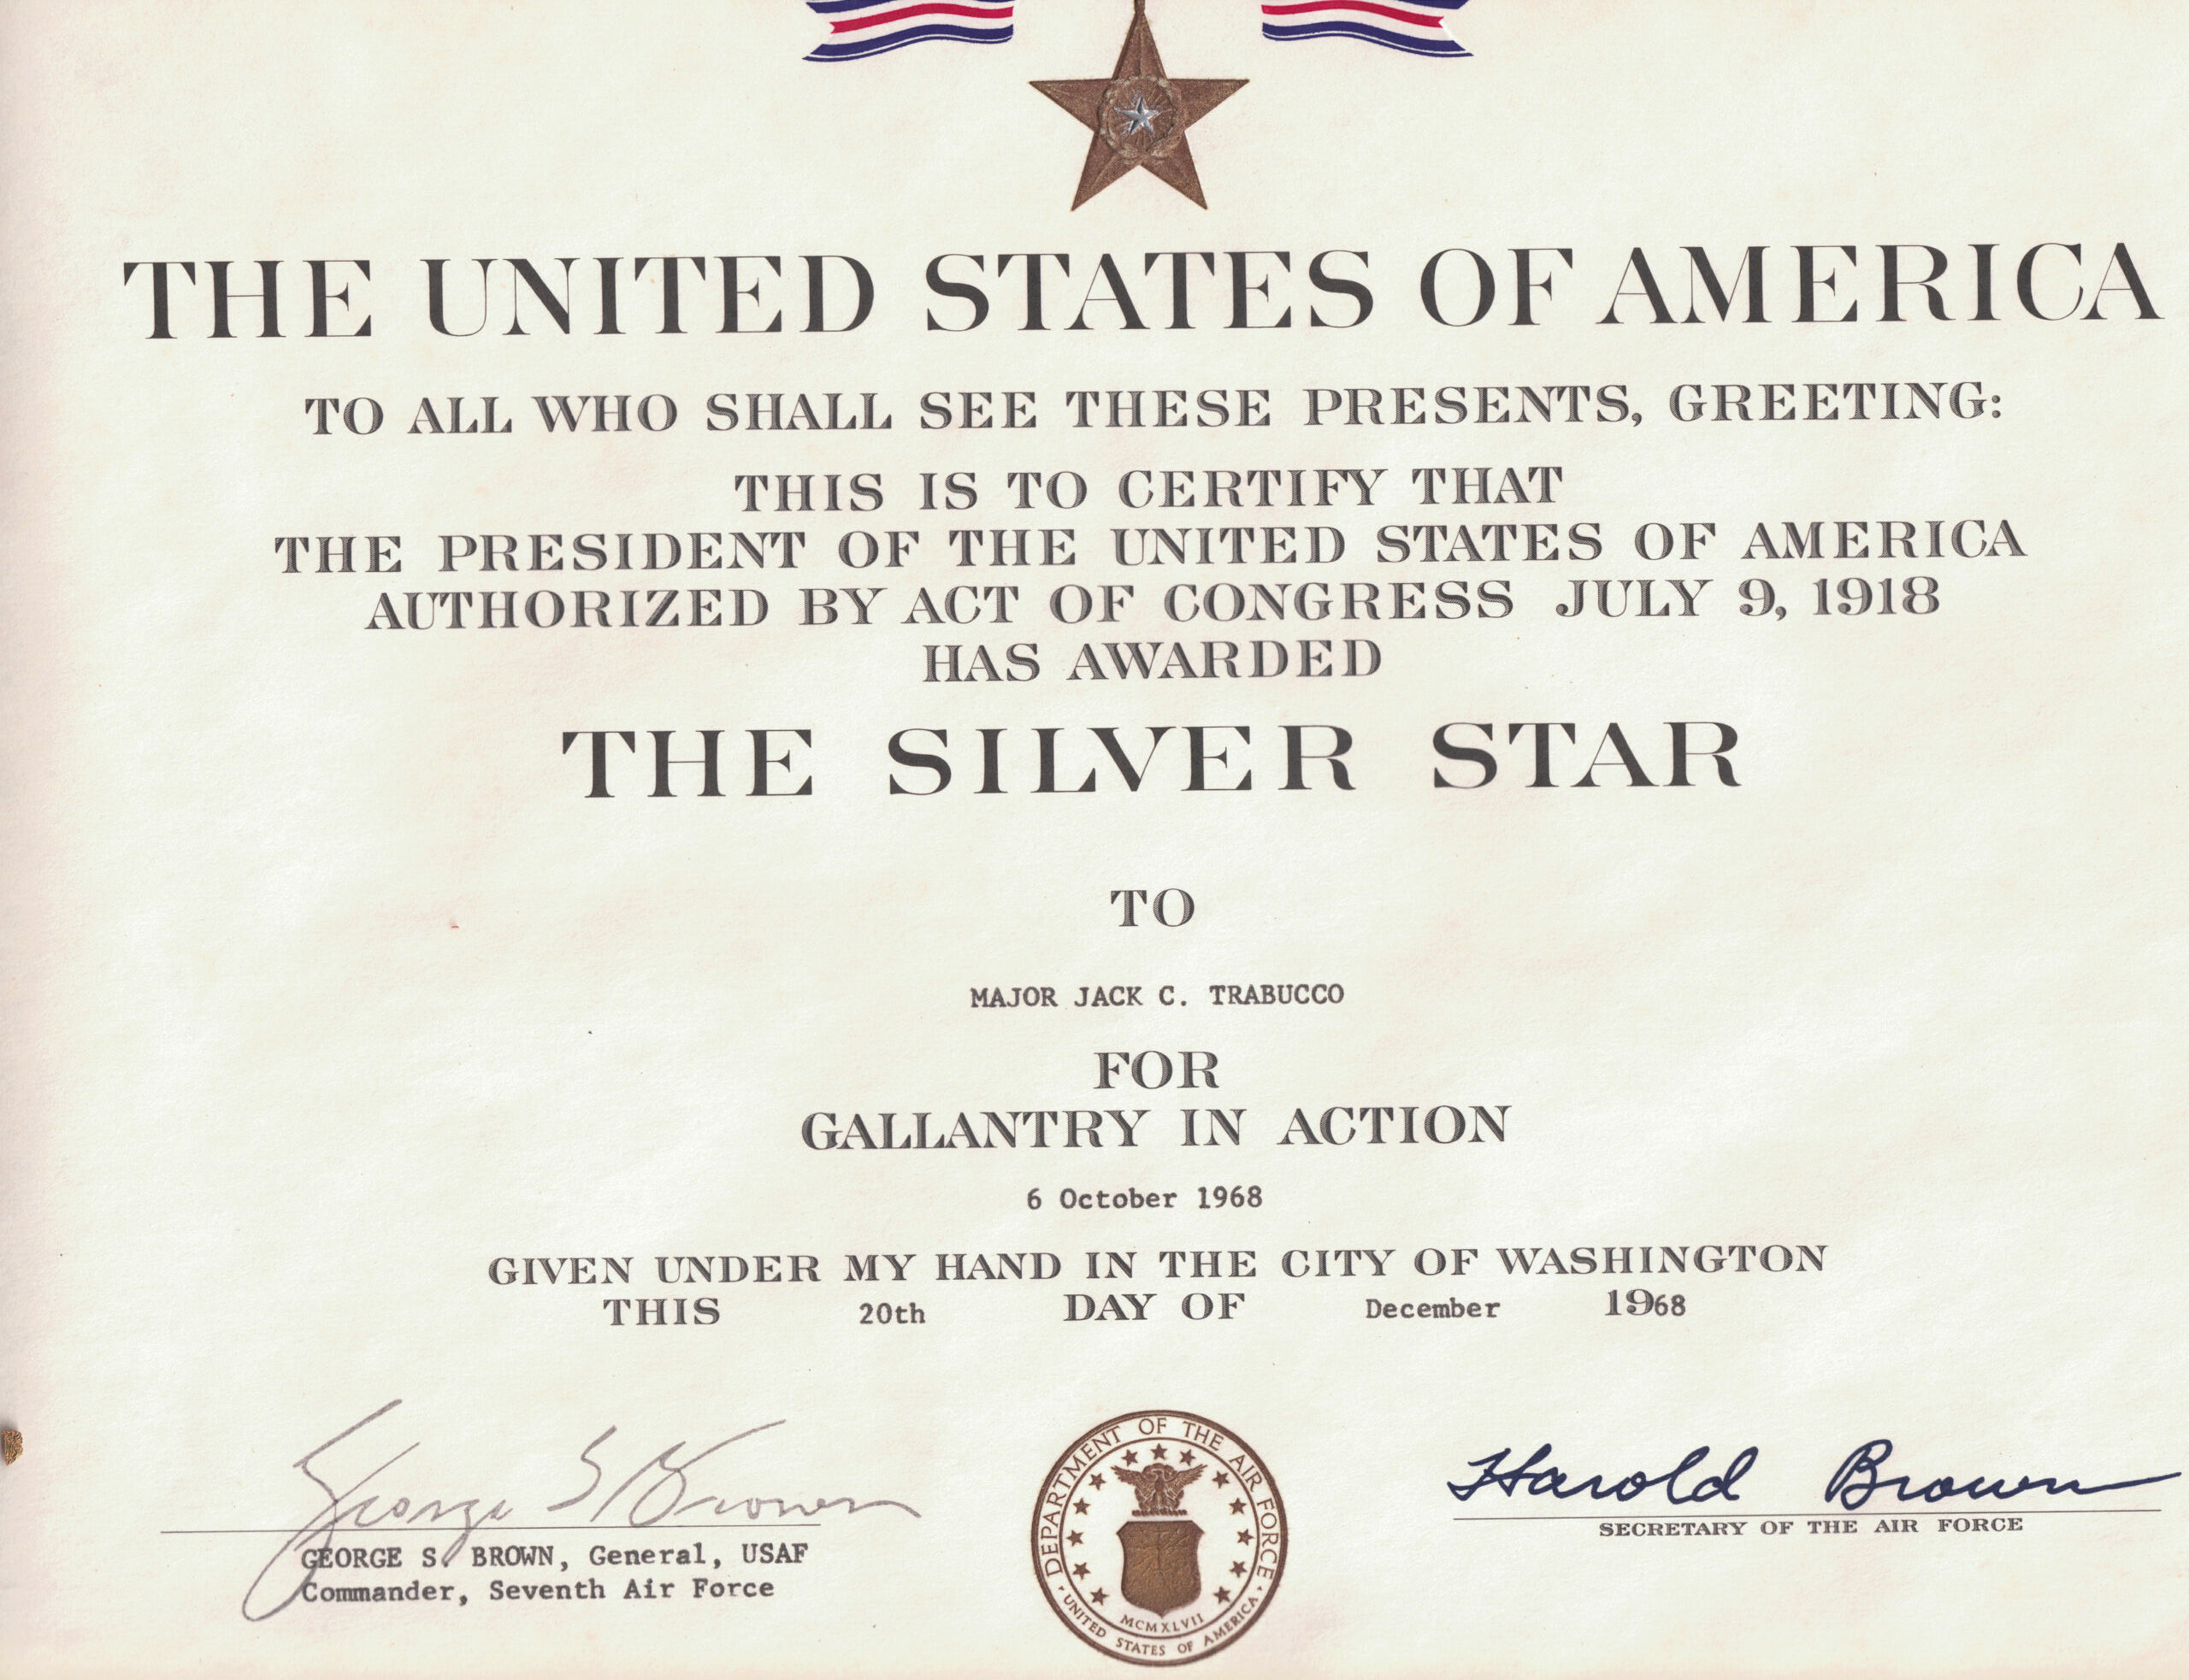 THE UNITED STATES OF AMERICA
TO ALL WHO SHALL SEE THESE PRESENTS, GREETING:
THIS IS TO CERTIFY THAT
THE PRESIDENT OF THE UNITED STATES OF AMERICA
AUTHORIZED BY ACT OF CONGRESS JULY 9, 1918
HAS AWARDED
THE SILVER STAR
TO
MAJOR JACK C. TRABUCCO
FOR
GALLANTRY IN ACTION
6 October 1968
GIVEN UNDER MY HAND IN THE CITY OF WASHINGTON
THIS 20th DAY OF December 1968
George S Brown
GEORGE S. BROWN, General, USAF
Commander, Seventh Air Force
DEPARTMENT OF THE AIR FORCE
MCMXLVII
UNITED STATES OF AMERICA
Harold Brown
SECRETARY OF THE AIR FORCE